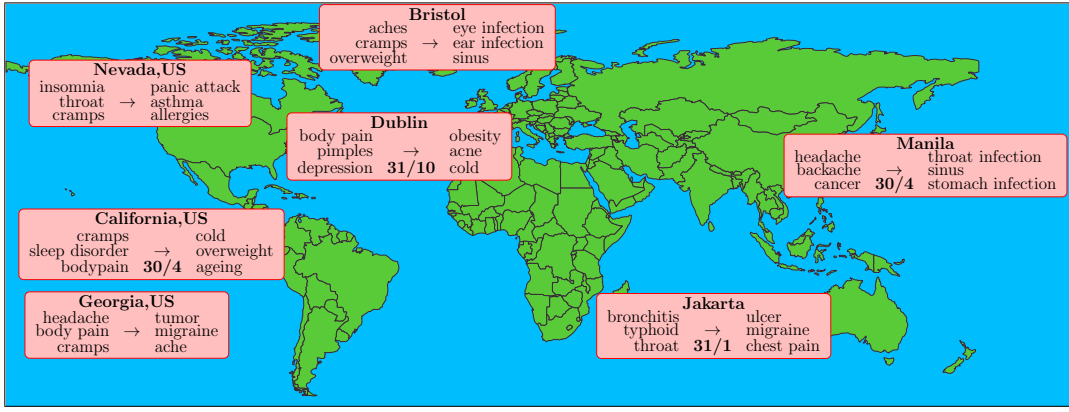 Bristol
aches eye infection
cramps → ear infection
overweight sinus
Nevada,US
insomnia panic attack
throat → asthma
cramps allergies
Dublin
body pain obesity
pimples → acne
depression 31/10 cold
Manila
headache throat infection
backache → sinus
cancer 30/4 stomach infection
California,US
cramps cold
sleep disorder → overweight
bodypain 30/4 ageing
Georgia,US
headache tumor
body pain → migraine
cramps ache
Jakarta
bronchitis ulcer
typhoid → migraine
throat 31/1 chest pain